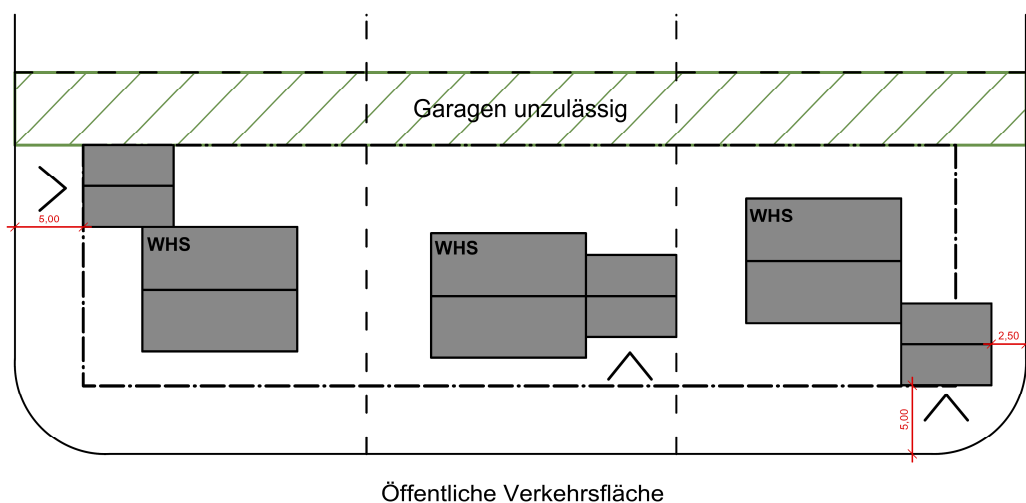 Garagen unzulässig
5,00
WHS
WHS
WHS
2,50
5,00
Öffentliche Verkehrsfläche